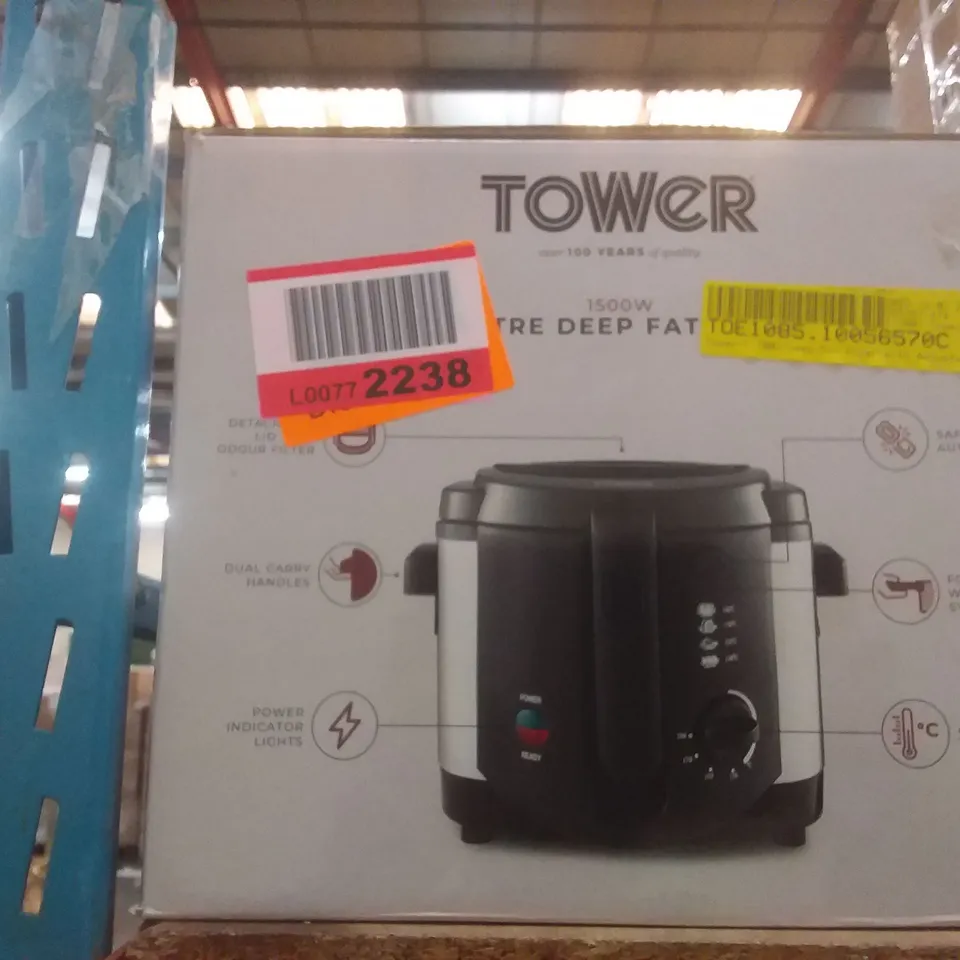 TOWER
over 100 YEARS of quality
1500W
TRE DEEP FAT
TOE1085.10056570C
L0077 2238
LID
ODOUR FILTER
DUAL CARRY
HANDLES
POWER
INDICATOR
LIGHTS
POWER
READY
°C